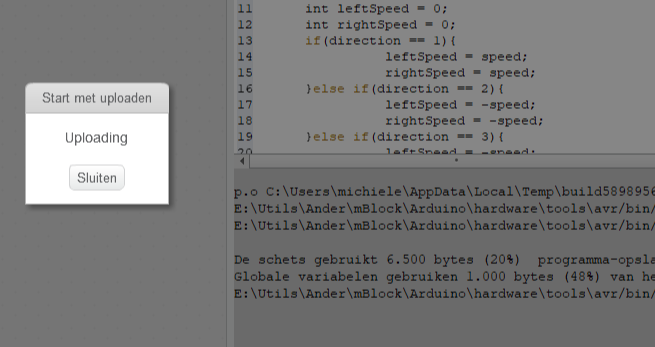 Start met uploaden
Uploading
Sluiten
11 int leftSpeed = 0;
12 int rightSpeed = 0;
13 if(direction == 1){
14 leftSpeed = speed;
15 rightSpeed = speed;
16 }else if(direction == 2){
17 leftSpeed = -speed;
18 rightSpeed = -speed;
19 }else if(direction == 3){
20 leftSpeed = -speed;
p.o C:\Users\michiele\AppData\Local\Temp\build5898956
E:\Utils\Ander\mBlock\Arduino\hardware\tools\avr/bin/
E:\Utils\Ander\mBlock\Arduino\hardware\tools\avr/bin/
De schets gebruikt 6.500 bytes (20%) programma-opsla
Globale variabelen gebruiken 1.000 bytes (48%) van he
E:\Utils\Ander\mBlock\Arduino\hardware\tools\avr/bin/